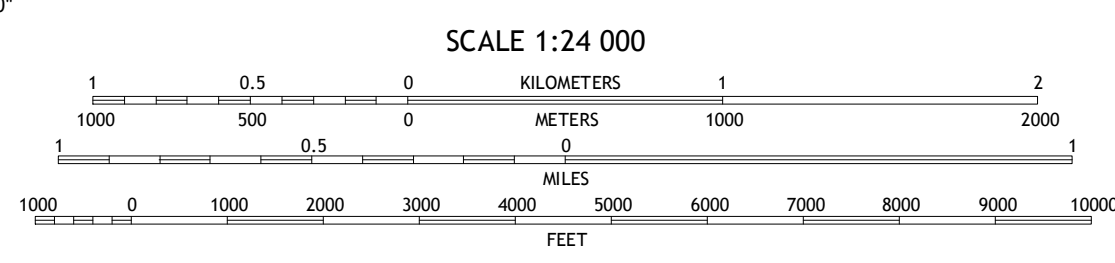 0"
SCALE 1:24 000
1 0.5 0 KILOMETERS 1 2
1000 500 0 METERS 1000 2000
1 0.5 0 1
MILES
1000 0 1000 2000 3000 4000 5000 6000 7000 8000 9000 10000
FEET